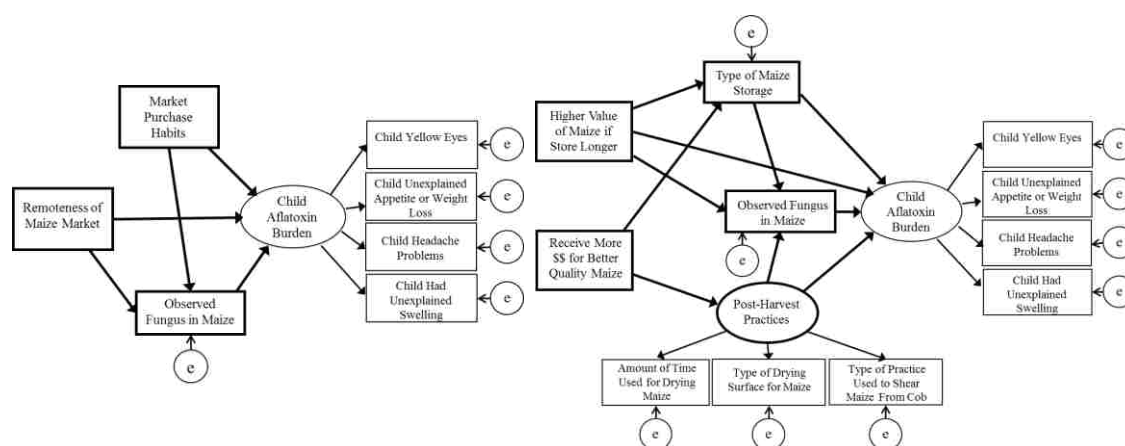 Market
Purchase
Habits
Remoteness of
Maize Market
Observed
Fungus in Maize
e
Child
Aflatoxin
Burden
Child Yellow Eyes
e
Child Unexplained
Appetite or Weight
Loss
e
Child Headache
Problems
e
Child Had
Unexplained
Swelling
e
e
Type of Maize
Storage
Higher Value
of Maize if
Store Longer
Receive More
$$ for Better
Quality Maize
Observed Fungus
in Maize
e
Post-Harvest
Practices
Amount of Time
Used for Drying
Maize
e
Type of Drying
Surface for Maize
e
Type of Practice
Used to Shear
Maize From Cob
e
Child
Aflatoxin
Burden
Child Yellow Eyes
e
Child Unexplained
Appetite or Weight
Loss
e
Child Headache
Problems
e
Child Had
Unexplained
Swelling
e